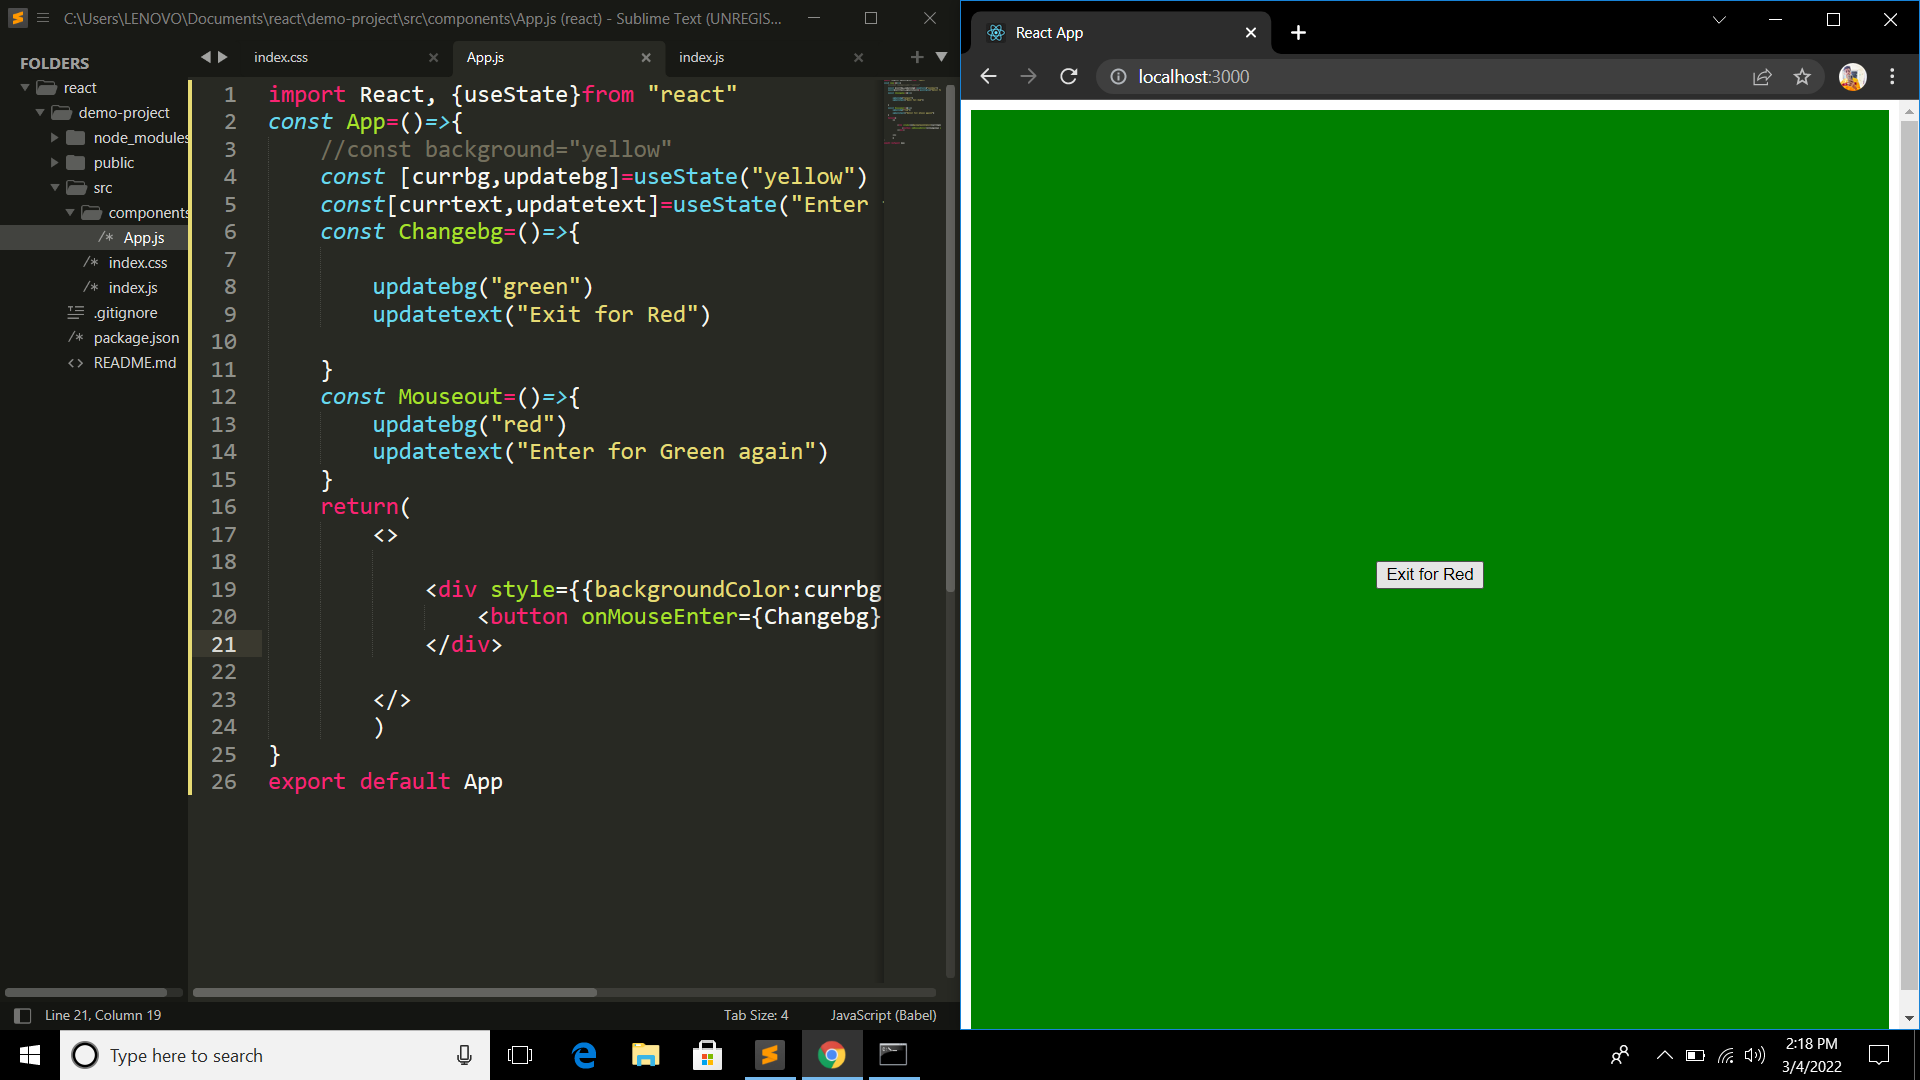 C:\Users\LENOVO\Documents\react\demo-project\src\components\App.js (react) - Sublime Text (UNREGIS...
FOLDERS
react
demo-project
node_modules
public
src
components
App.js
index.css
index.js
.gitignore
package.json
README.md
index.css
App.js
index.js
1 import React, {useState}from "react"
2 const App=()=>{
3 //const background="yellow"
4 const [currbg,updatebg]=useState("yellow")
5 const[currtext,updatetext]=useState("Enter
6 const Changebg=()=>{
7
8 updatebg("green")
9 updatetext("Exit for Red")
10
11 }
12 const Mouseout=()=>{
13 updatebg("red")
14 updatetext("Enter for Green again")
15 }
16 return(
17 <>
18
19 <div style={{backgroundColor:currbg
20 <button onMouseEnter={Changebg}
21 </div>
22
23 </>
24 )
25 }
26 export default App
Line 21, Column 19
Tab Size: 4
JavaScript (Babel)
React App
localhost:3000
Exit for Red
Type here to search
2:18 PM
3/4/2022